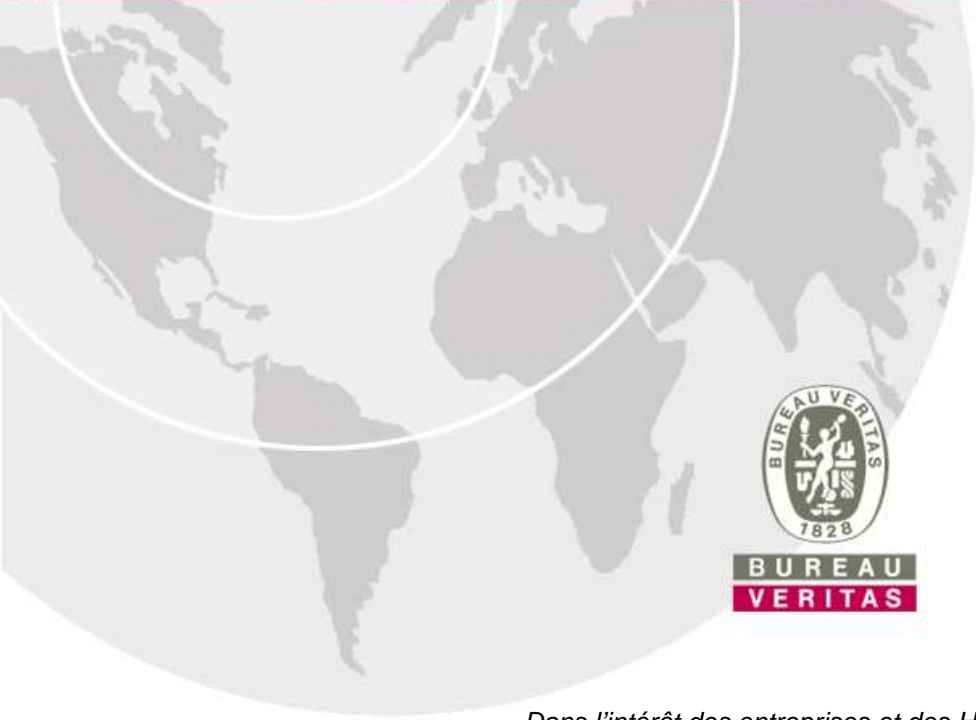 BUREAU VERITAS
1828
BUREAU
VERITAS
Dans l'intérêt des entreprises et des